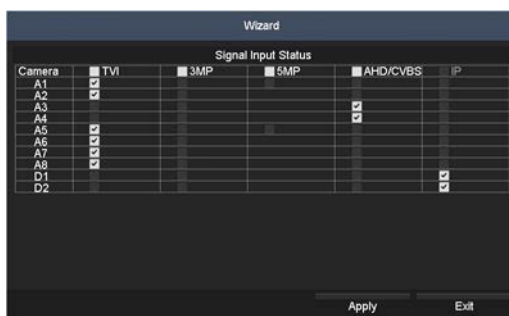 Wizard
Signal Input Status
Camera TVI 3MP 5MP AHD/CVBS IP
A1
A2
A3
A4
A5
A6
A7
A8
D1
D2
Apply Exit